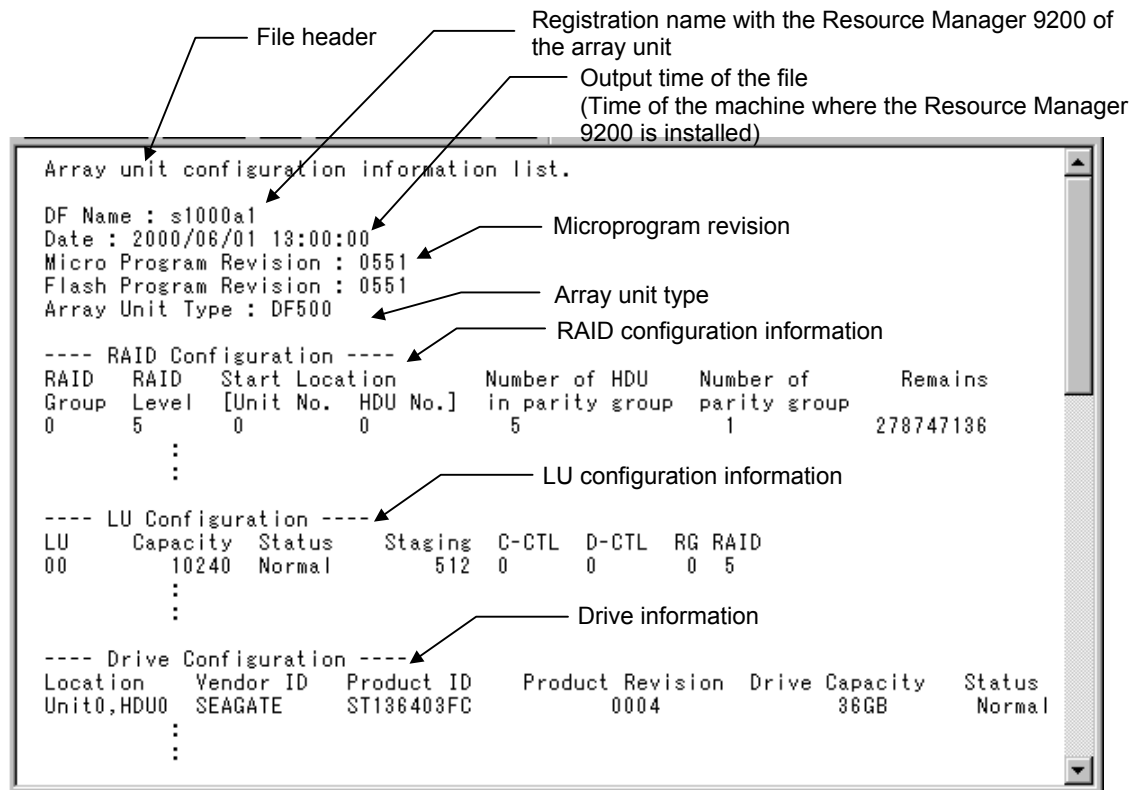 File header
Registration name with the Resource Manager 9200 of
the array unit
Output time of the file
(Time of the machine where the Resource Manager
9200 is installed)
Array unit configuration information list.
DF Name : s1000a1
Date : 2000/06/01 13:00:00
Microprogram revision
Micro Program Revision : 0551
Flash Program Revision : 0551
Array unit type
Array Unit Type : DF500
RAID configuration information
---- RAID Configuration ----
RAID RAID Start Location Number of HDU Number of Remains
Group Level [Unit No. HDU No.] in parity group parity group
0 5 0 0 5 1 278747136
:
:
LU configuration information
---- LU Configuration ----
LU Capacity Status Staging C-CTL D-CTL RG RAID
00 10240 Normal 512 0 0 0 5
:
:
Drive information
---- Drive Configuration ----
Location Vendor ID Product ID Product Revision Drive Capacity Status
Unit0,HDU0 SEAGATE ST136403FC 0004 36GB Normal
:
: